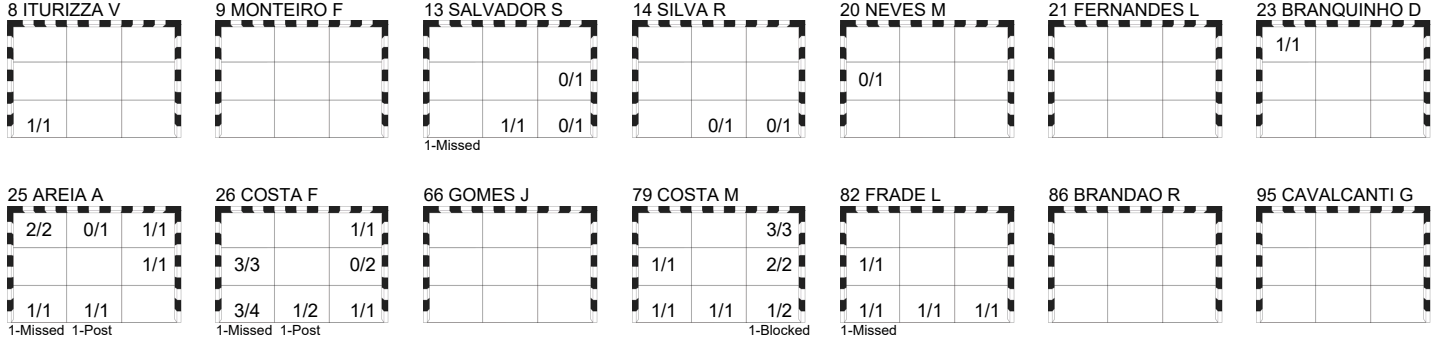 8 ITURIZZA V 9 MONTEIRO F 13 SALVADOR S 14 SILVA R 20 NEVES M 21 FERNANDES L 23 BRANQUINHO D
1/1
0/1 0/1
1/1 1/1 0/1 0/1 0/1
1-Missed
25 AREIA A 26 COSTA F 66 GOMES J 79 COSTA M 82 FRADE L 86 BRANDAO R 95 CAVALCANTI G
2/2 0/1 1/1 1/1 3/3
1/1 3/3 0/2 1/1 2/2 1/1
1/1 1/1 3/4 1/2 1/1 1/1 1/1 1/2 1/1 1/1 1/1
1-Missed 1-Post 1-Missed 1-Post 1-Blocked 1-Missed